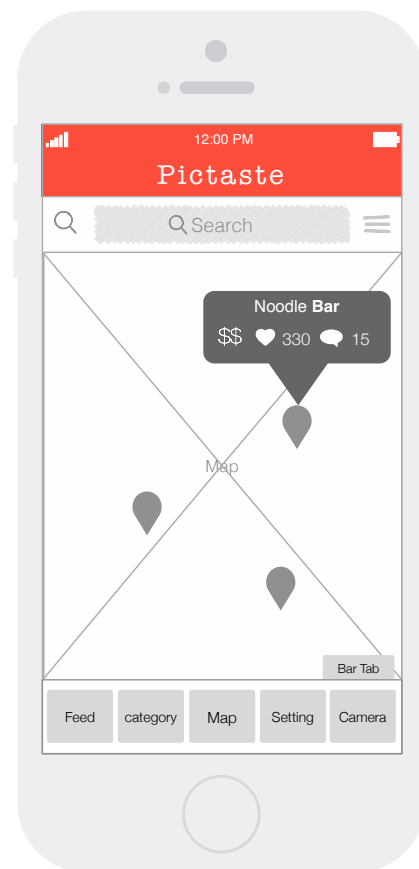 12:00 PM
Pictaste
Search
Noodle Bar
$$ 330 15
Map
Bar Tab
Feed category Map Setting Camera